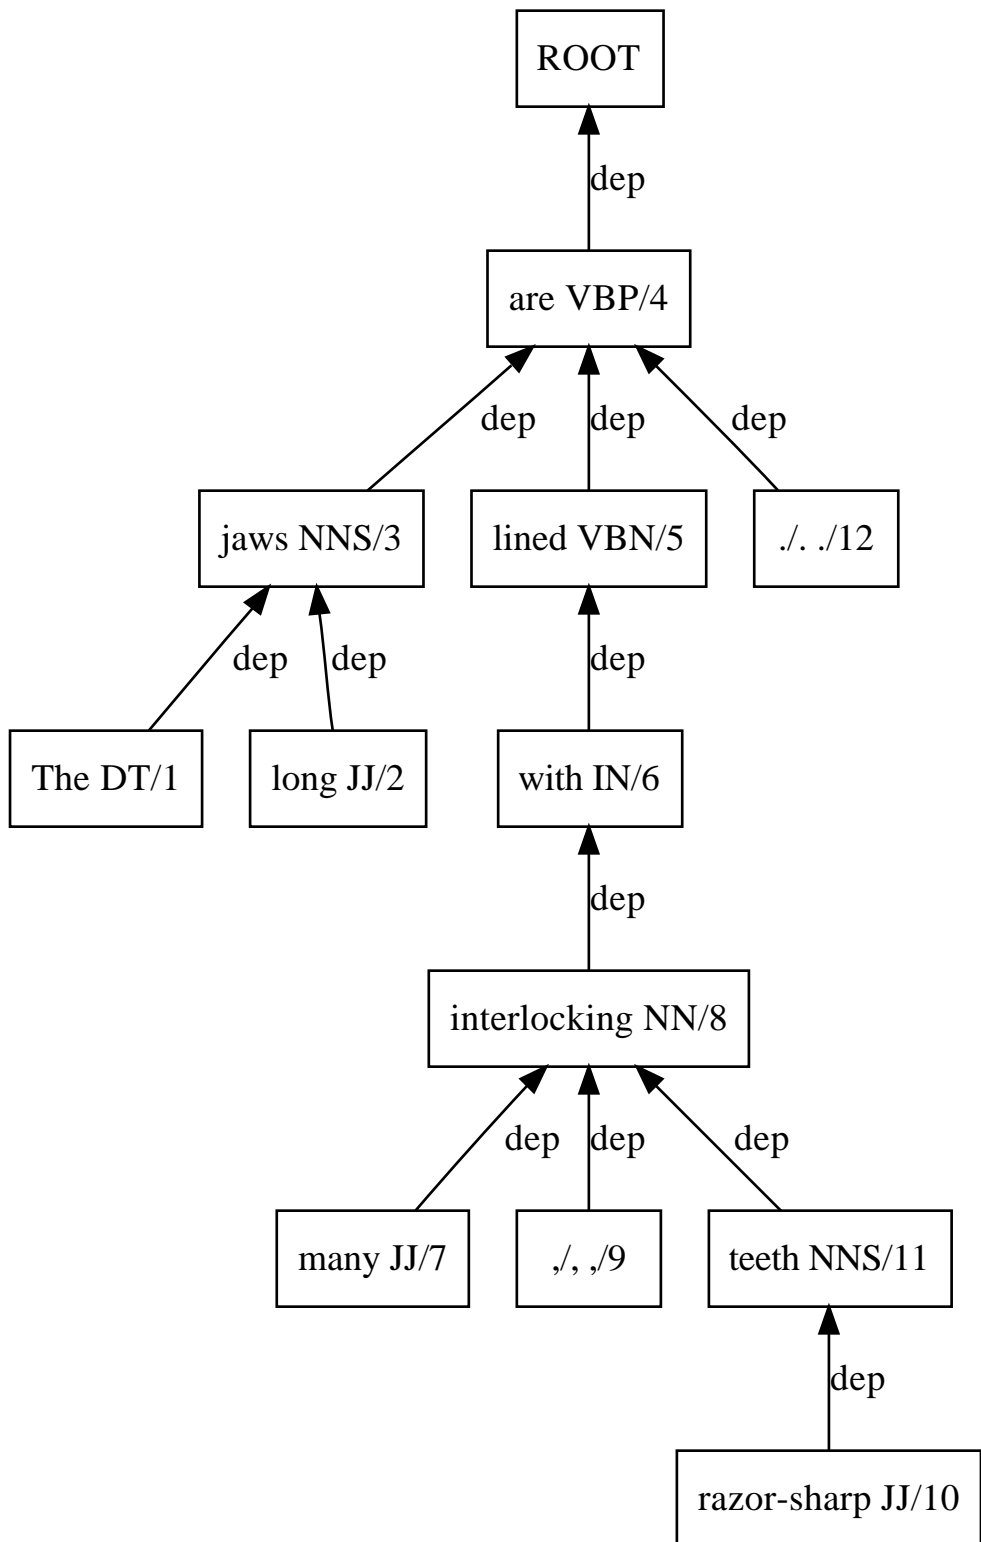 ROOT
dep
are VBP/4
dep dep dep
jaws NNS/3 lined VBN/5 ./. ./12
dep dep dep
The DT/1 long JJ/2 with IN/6
dep
interlocking NN/8
dep dep dep
many JJ/7 ,/, ,/9 teeth NNS/11
dep
razor-sharp JJ/10